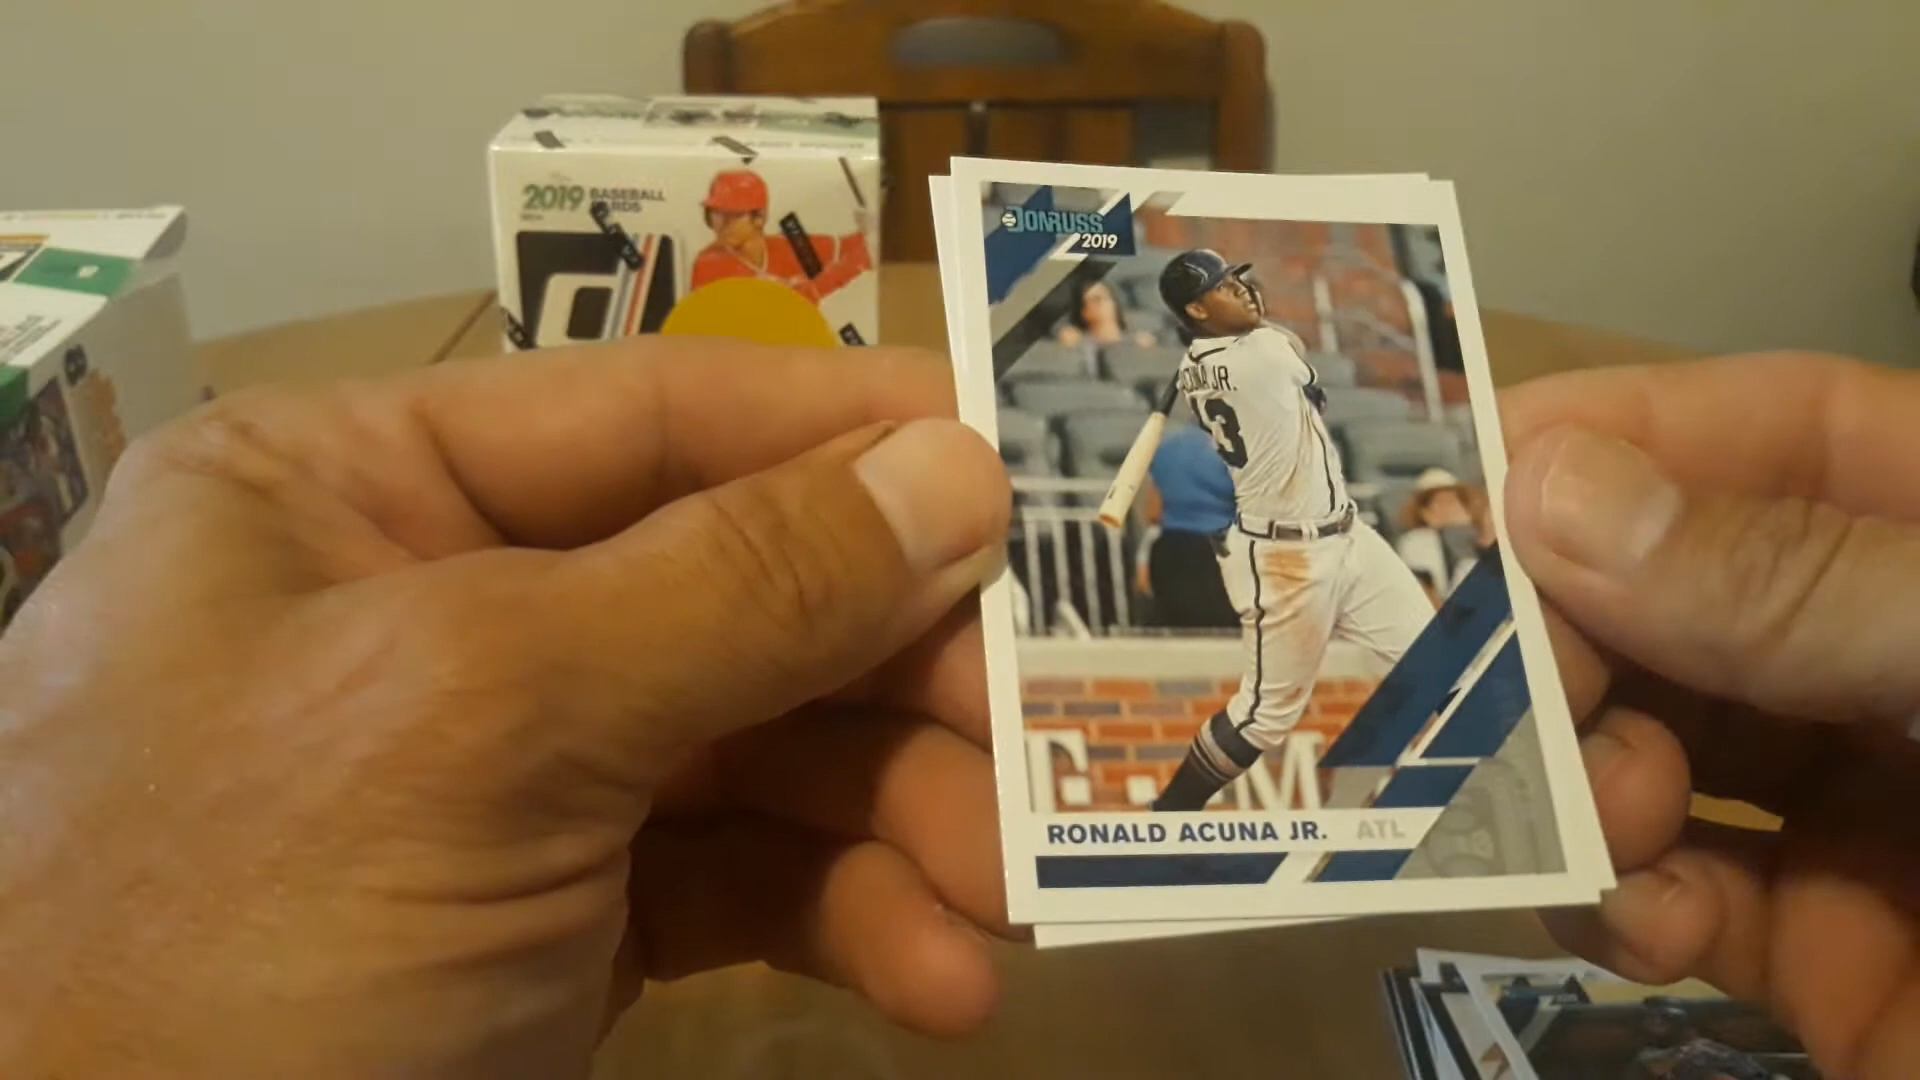 2019 BASEBALL
CARDS
DONRUSS
2019
ACUNA JR.
13
RONALD ACUNA JR. ATL